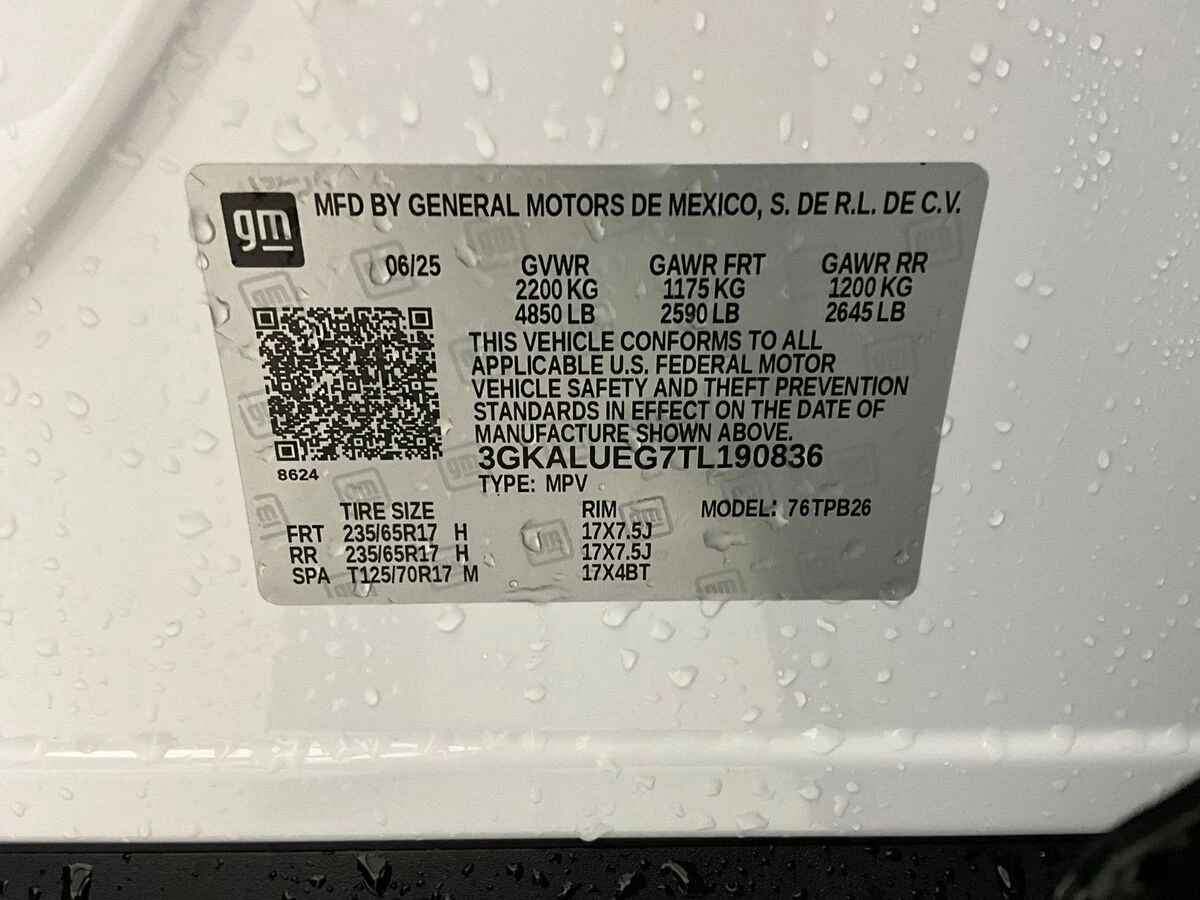 gm MFD BY GENERAL MOTORS DE MEXICO, S. DE R.L. DE C.V.
06/25 GVWR GAWR FRT GAWR RR
2200 KG 1175 KG 1200 KG
4850 LB 2590 LB 2645 LB
THIS VEHICLE CONFORMS TO ALL
APPLICABLE U.S. FEDERAL MOTOR
VEHICLE SAFETY AND THEFT PREVENTION
STANDARDS IN EFFECT ON THE DATE OF
MANUFACTURE SHOWN ABOVE.
3GKALUEG7TL190836
8624
TYPE: MPV
TIRE SIZE RIM MODEL: 76TPB26
FRT 235/65R17 H 17X7.5J
RR 235/65R17 H 17X7.5J
SPA T125/70R17 M 17X4BT